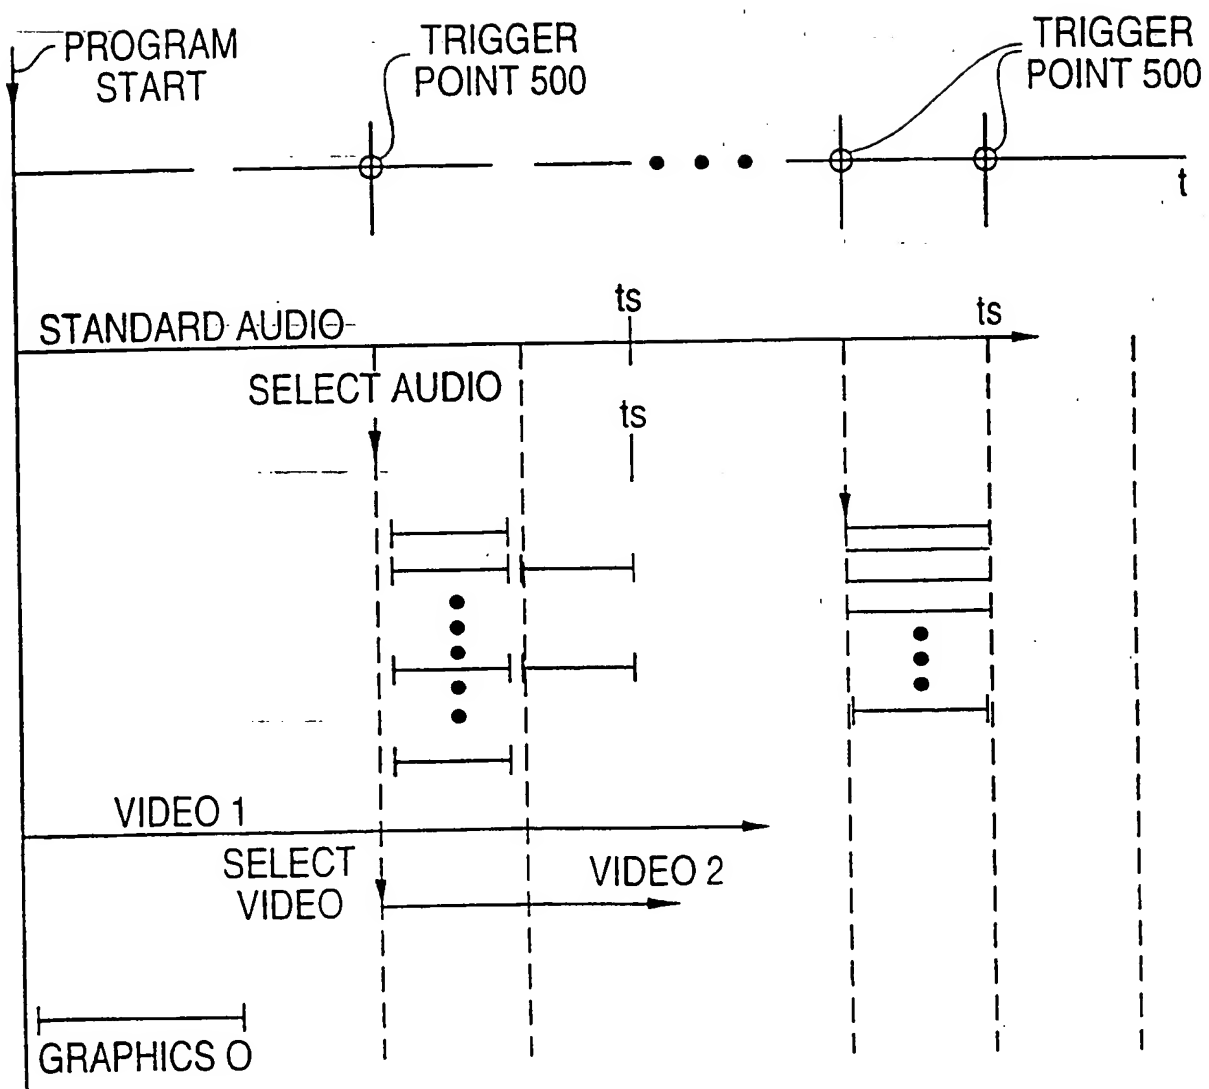 PROGRAM
START
TRIGGER
POINT 500
TRIGGER
POINT 500
t
ts
ts
STANDARD AUDIO
SELECT AUDIO
ts
VIDEO 1
SELECT
VIDEO
VIDEO 2
GRAPHICS O